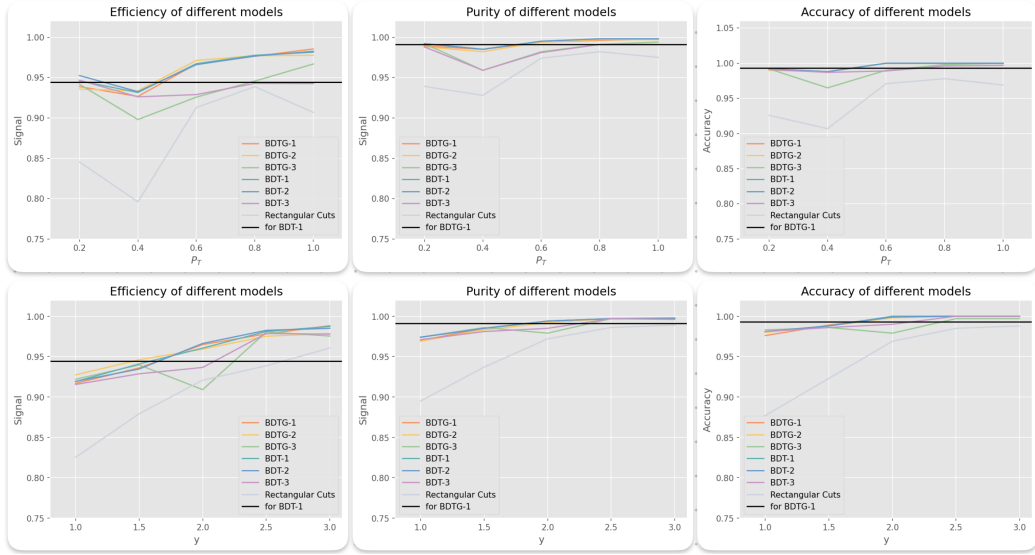 Efficiency of different models
1.00
0.95
0.90
0.85
0.80
0.75
Signal
BDTG-1
BDTG-2
BDTG-3
BDT-1
BDT-2
BDT-3
Rectangular Cuts
for BDT-1
0.2 0.4 0.6 0.8 1.0
P_T
Purity of different models
1.00
0.95
0.90
0.85
0.80
0.75
Signal
BDTG-1
BDTG-2
BDTG-3
BDT-1
BDT-2
BDT-3
Rectangular Cuts
for BDTG-1
0.2 0.4 0.6 0.8 1.0
P_T
Accuracy of different models
1.05
1.00
0.95
0.90
0.85
0.80
0.75
Accuracy
BDTG-1
BDTG-2
BDTG-3
BDT-1
BDT-2
BDT-3
Rectangular Cuts
for BDTG-1
0.2 0.4 0.6 0.8 1.0
P_T
Efficiency of different models
1.00
0.95
0.90
0.85
0.80
0.75
Signal
BDTG-1
BDTG-2
BDTG-3
BDT-1
BDT-2
BDT-3
Rectangular Cuts
for BDT-1
1.0 1.5 2.0 2.5 3.0
y
Purity of different models
1.00
0.95
0.90
0.85
0.80
0.75
Signal
BDTG-1
BDTG-2
BDTG-3
BDT-1
BDT-2
BDT-3
Rectangular Cuts
for BDTG-1
1.0 1.5 2.0 2.5 3.0
y
Accuracy of different models
1.00
0.95
0.90
0.85
0.80
0.75
Accuracy
BDTG-1
BDTG-2
BDTG-3
BDT-1
BDT-2
BDT-3
Rectangular Cuts
for BDTG-1
1.0 1.5 2.0 2.5 3.0
y